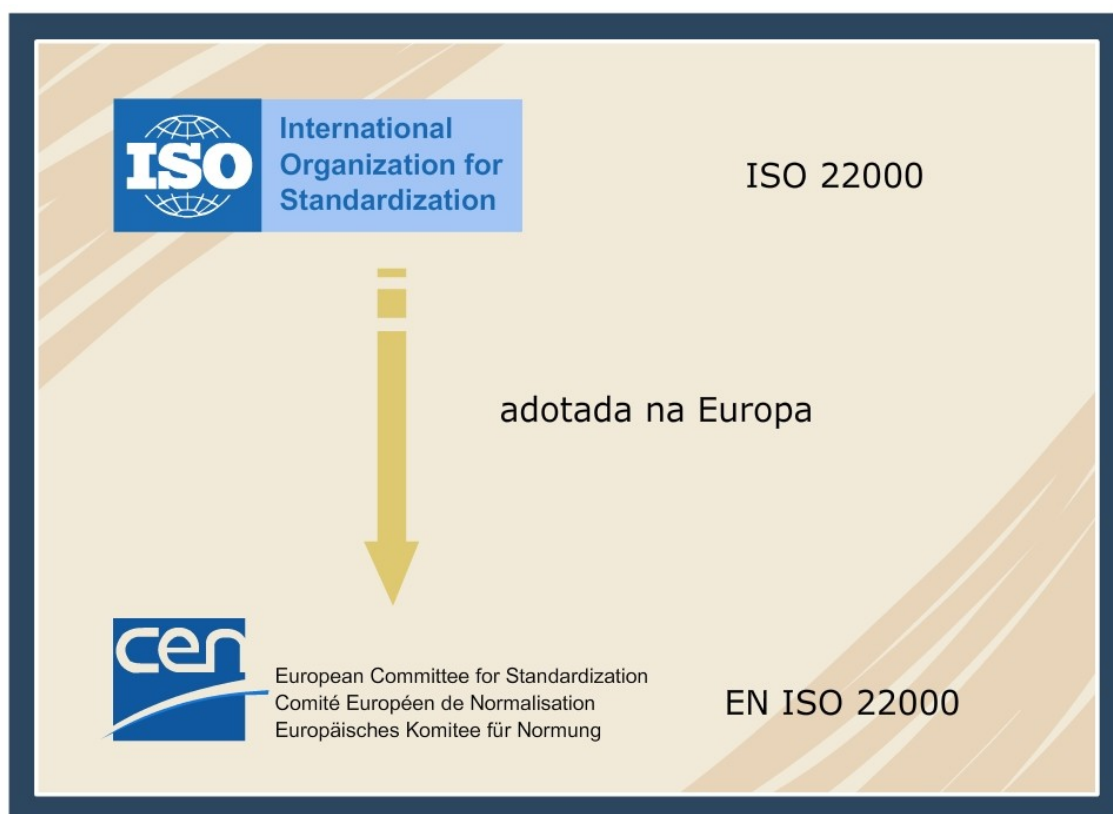 ISO
International
Organization for
Standardization
ISO 22000
adotada na Europa
cen
European Committee for Standardization
Comité Européen de Normalisation
Europäisches Komitee für Normung
EN ISO 22000